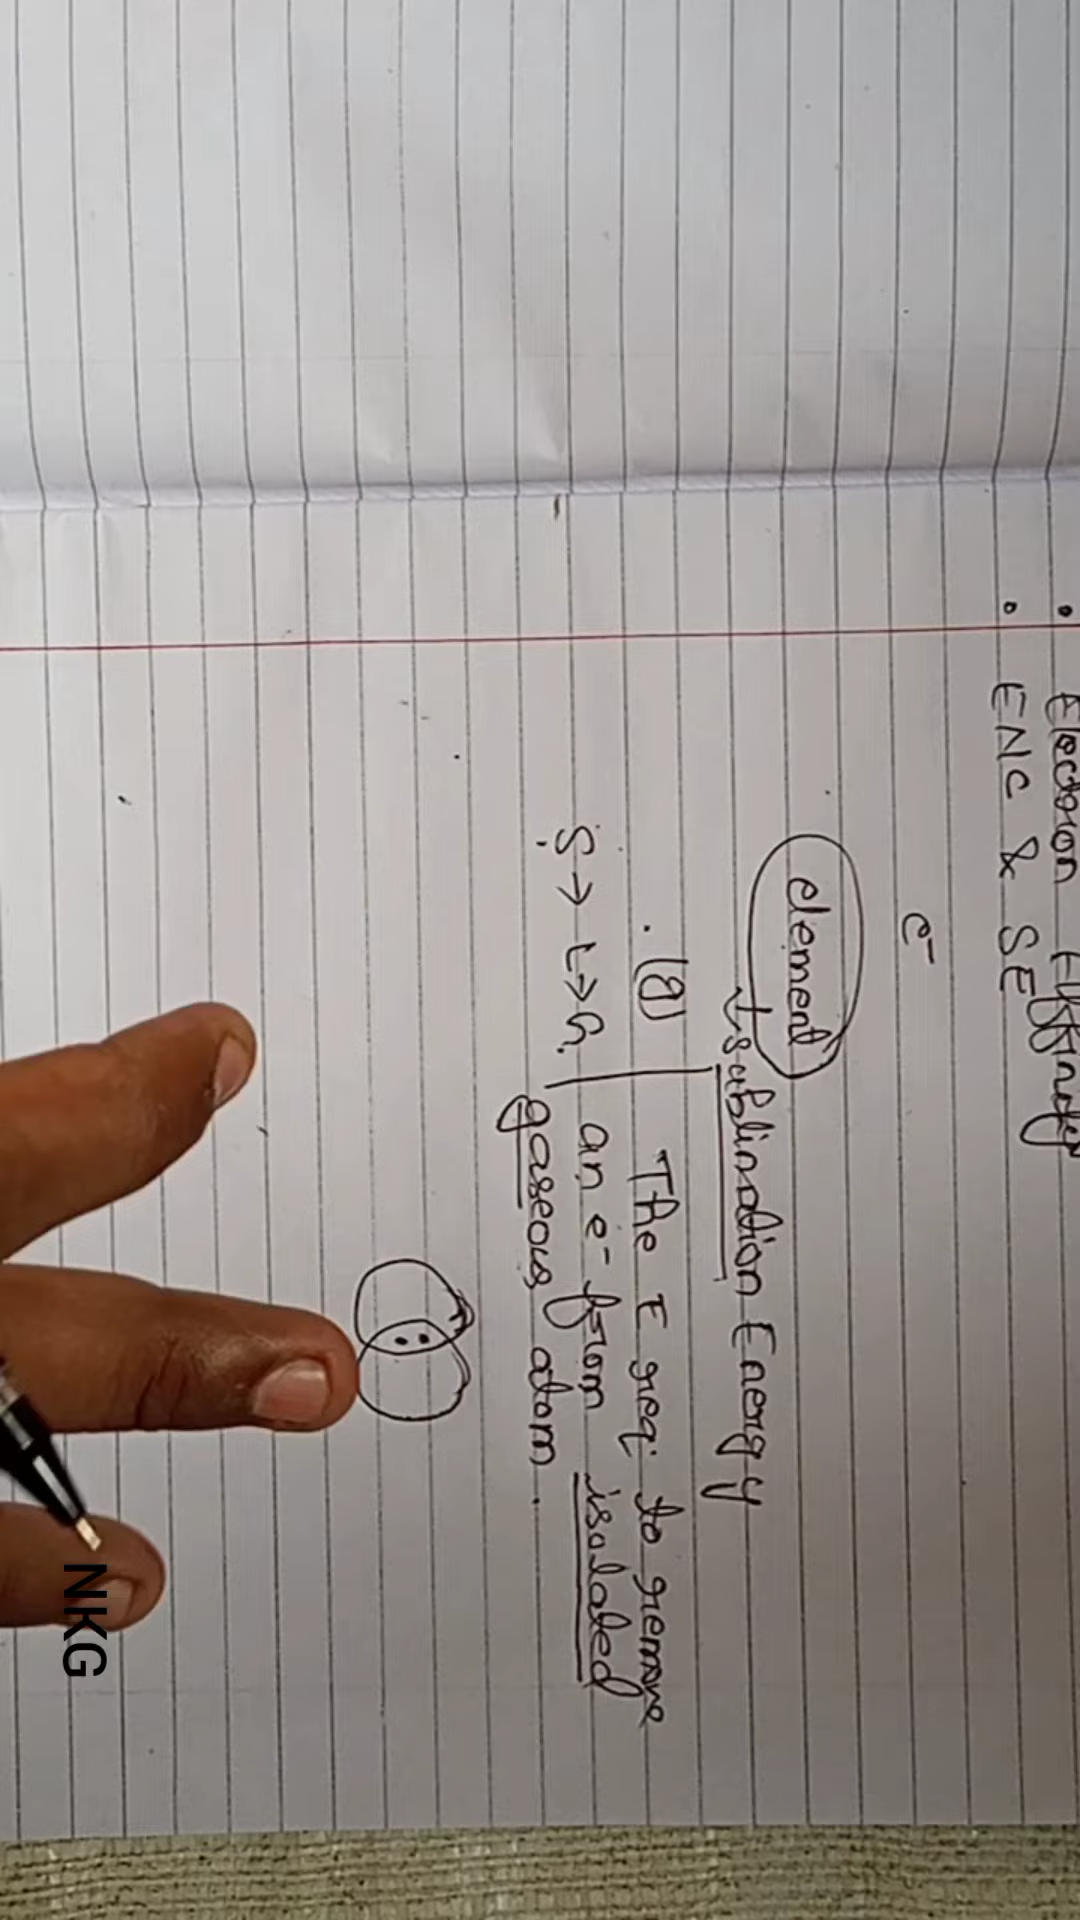 • Electron Affinity
• ENC & SE
e⁻
element
→ sublimation Energy
. (g)
The E req. to remove
S → L → G.
an e⁻ from isolated
gaseous atom.
NKG